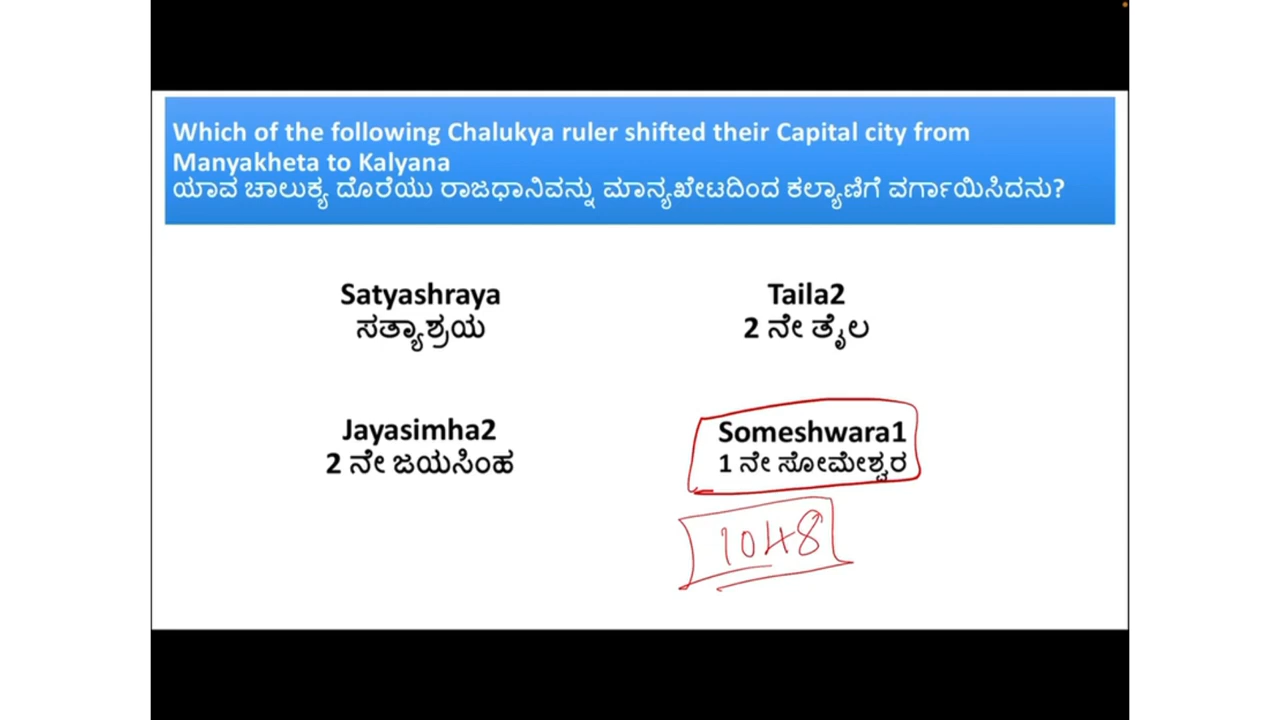 Which of the following Chalukya ruler shifted their Capital city from
Manyakheta to Kalyana
ಯಾವ ಚಾಲುಕ್ಯ ದೊರೆಯು ರಾಜಧಾನಿವನ್ನು ಮಾನ್ಯಖೇಟದಿಂದ ಕಲ್ಯಾಣಿಗೆ ವರ್ಗಾಯಿಸಿದನು?
Satyashraya
ಸತ್ಯಾಶ್ರಯ
Taila2
2 ನೇ ತೈಲ
Jayasimha2
2 ನೇ ಜಯಸಿಂಹ
Someshwara1
1 ನೇ ಸೋಮೇಶ್ವರ
1048